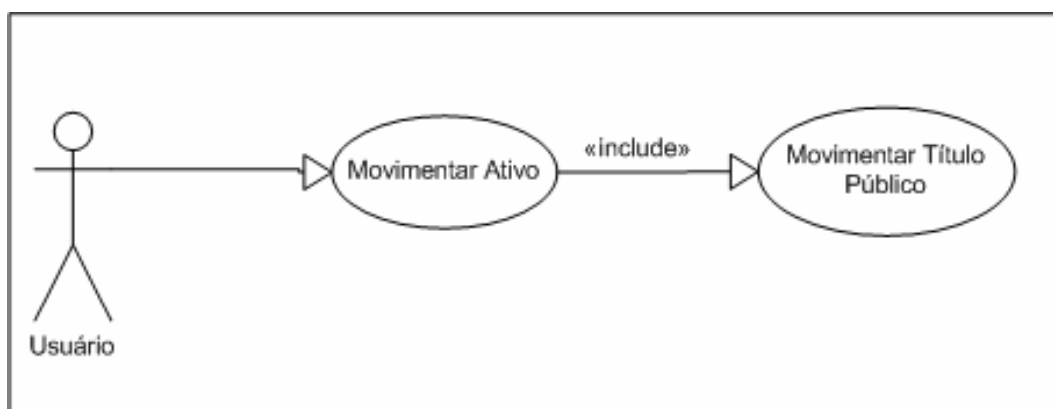 Movimentar Ativo
«include»
Movimentar Título
Público
Usuário